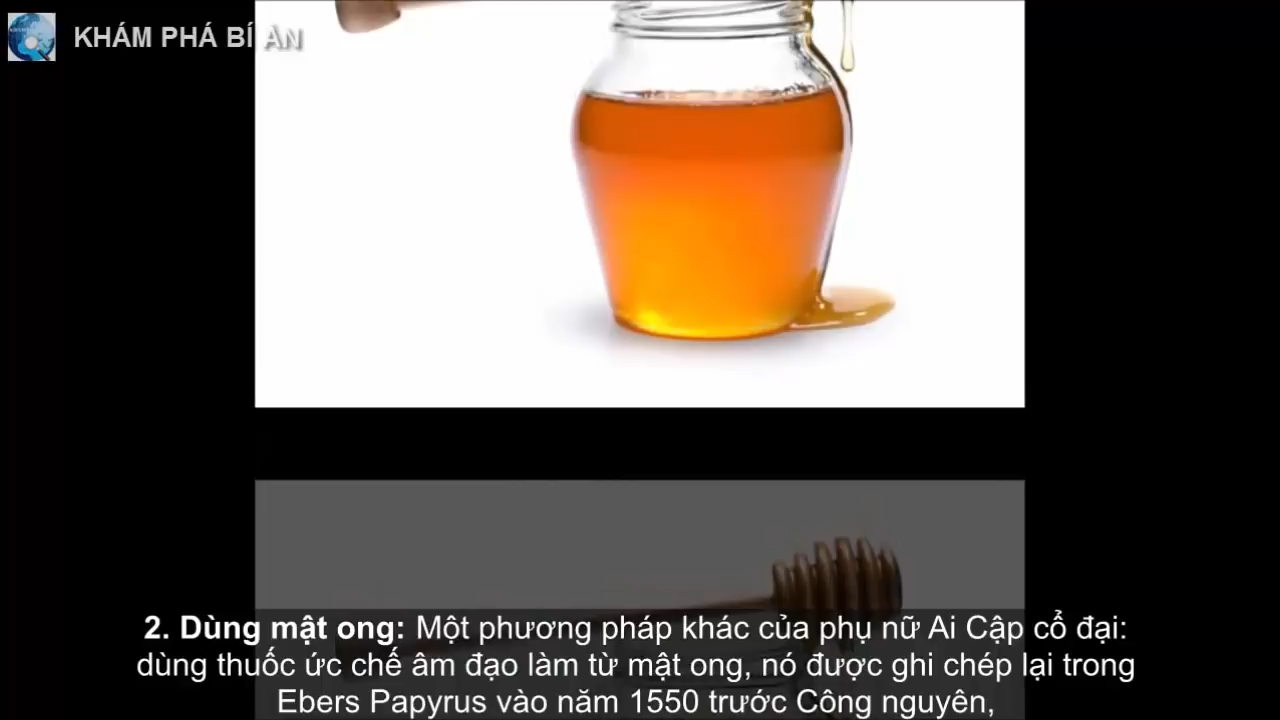 KHÁM PHÁ BÍ ẨN
2. Dùng mật ong: Một phương pháp khác của phụ nữ Ai Cập cổ đại:
dùng thuốc ức chế âm đạo làm từ mật ong, nó được ghi chép lại trong
Ebers Papyrus vào năm 1550 trước Công nguyên,